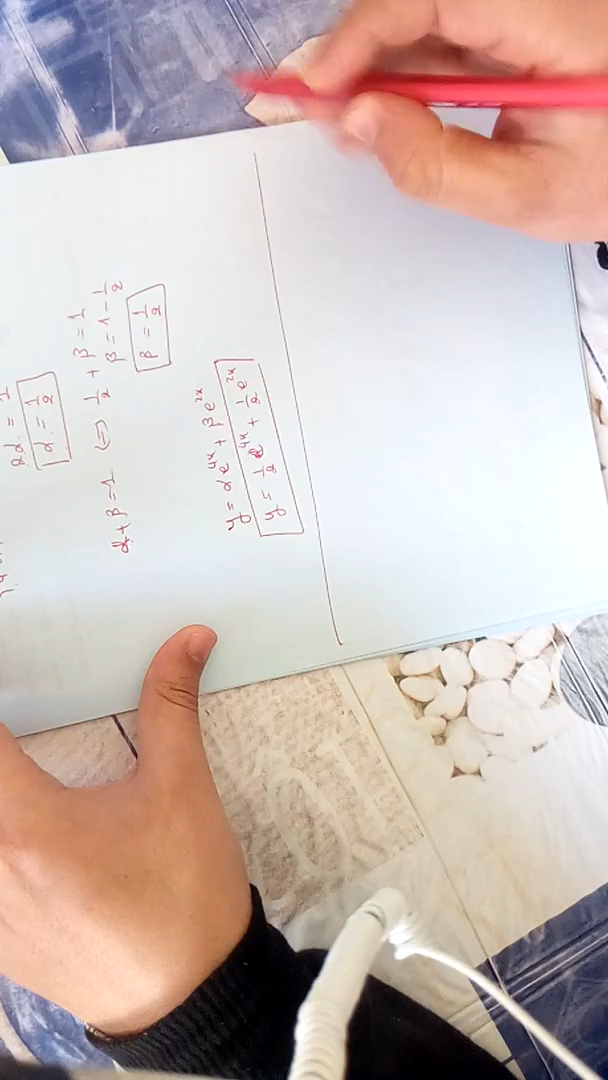 2α = 1
α = 1/2
α + β = 1 ⟺ 1/2 + β = 1
β = 1 - 1/2
β = 1/2
y = αe^4x + βe^2x
y = 1/2 e^4x + 1/2 e^2x